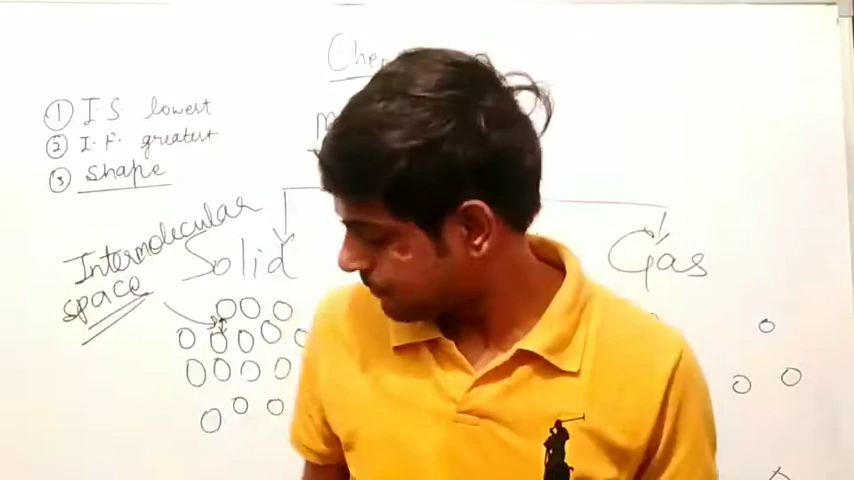 ① I.S. lowest
② I.F. greatest
③ shape
Intermolecular
space
Solid
Gas